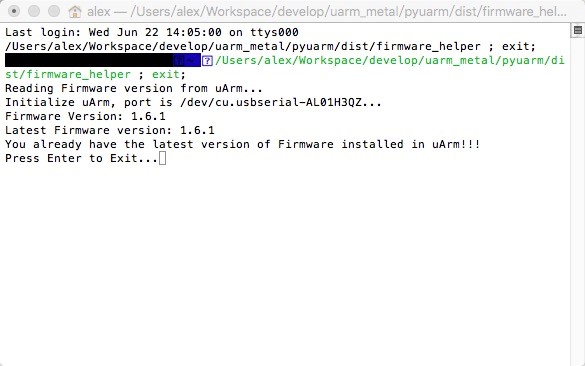 alex — /Users/alex/Workspace/develop/uarm_metal/pyuarm/dist/firmware_hel...
Last login: Wed Jun 22 14:05:00 on ttys000
/Users/alex/Workspace/develop/uarm_metal/pyuarm/dist/firmware_helper ; exit;
/Users/alex/Workspace/develop/uarm_metal/pyuarm/di
st/firmware_helper ; exit;
Reading Firmware version from uArm...
Initialize uArm, port is /dev/cu.usbserial-AL01H3QZ...
Firmware Version: 1.6.1
Latest Firmware version: 1.6.1
You already have the latest version of Firmware installed in uArm!!!
Press Enter to Exit...